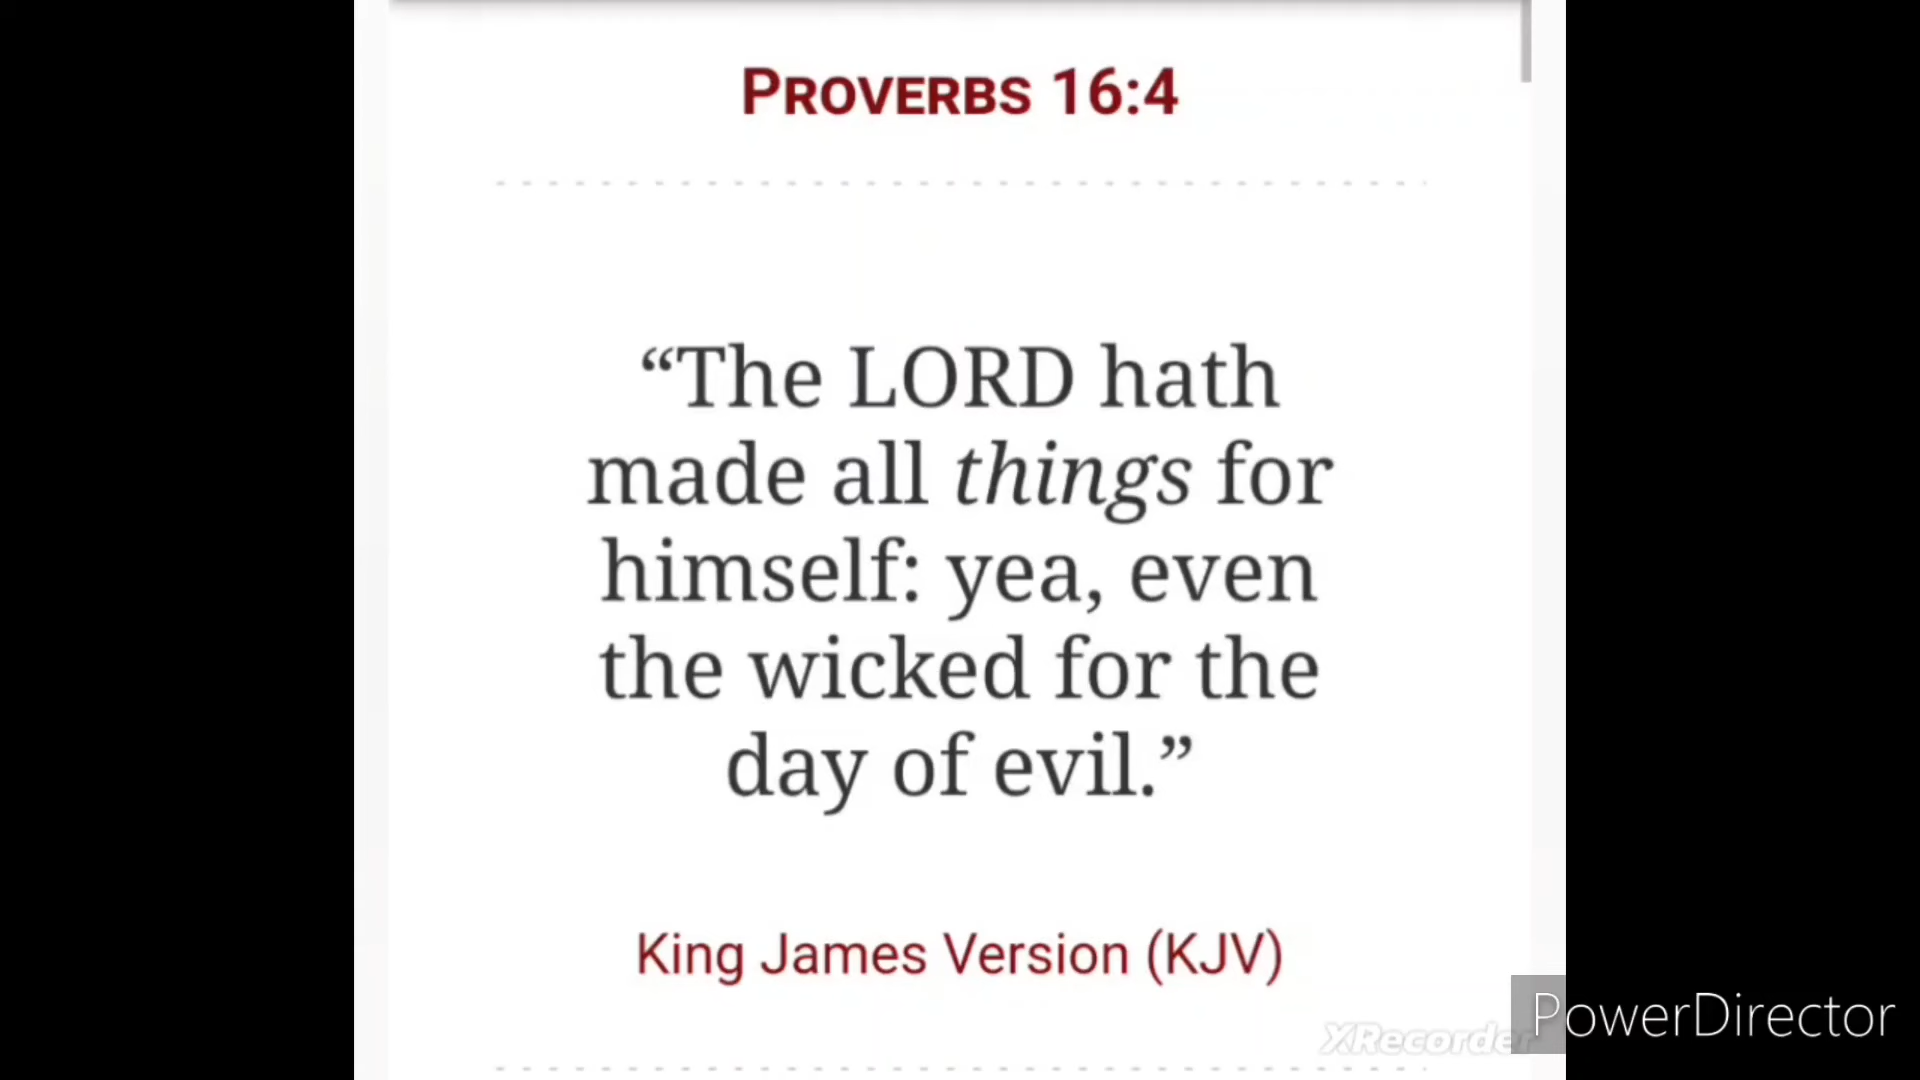 PROVERBS 16:4
“The LORD hath
made all things for
himself: yea, even
the wicked for the
day of evil.”
King James Version (KJV)
XRecorder
PowerDirector